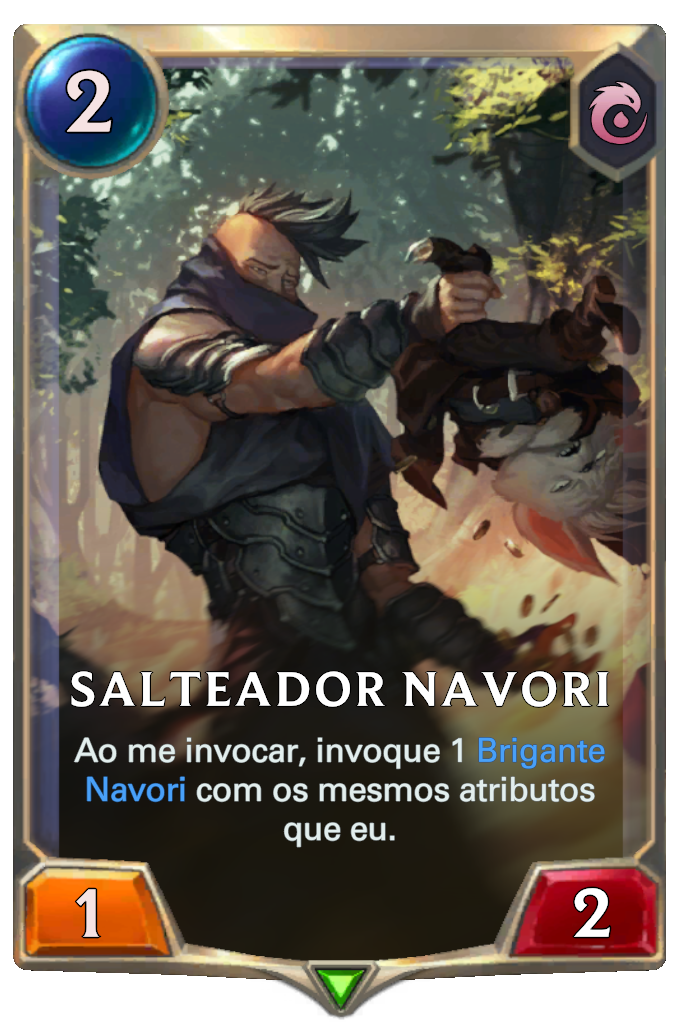 2
SALTEADOR NAVORI
Ao me invocar, invoque 1 Brigante
Navori com os mesmos atributos
que eu.
1
2